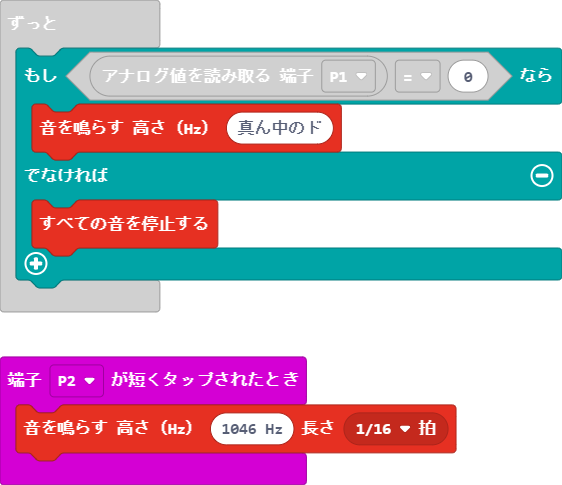 ずっと
もし アナログ値を読み取る 端子 P1 = 0 なら
音を鳴らす 高さ (Hz) 真ん中のド
でなければ
すべての音を停止する
端子 P2 が短くタップされたとき
音を鳴らす 高さ (Hz) 1046 Hz 長さ 1/16 拍